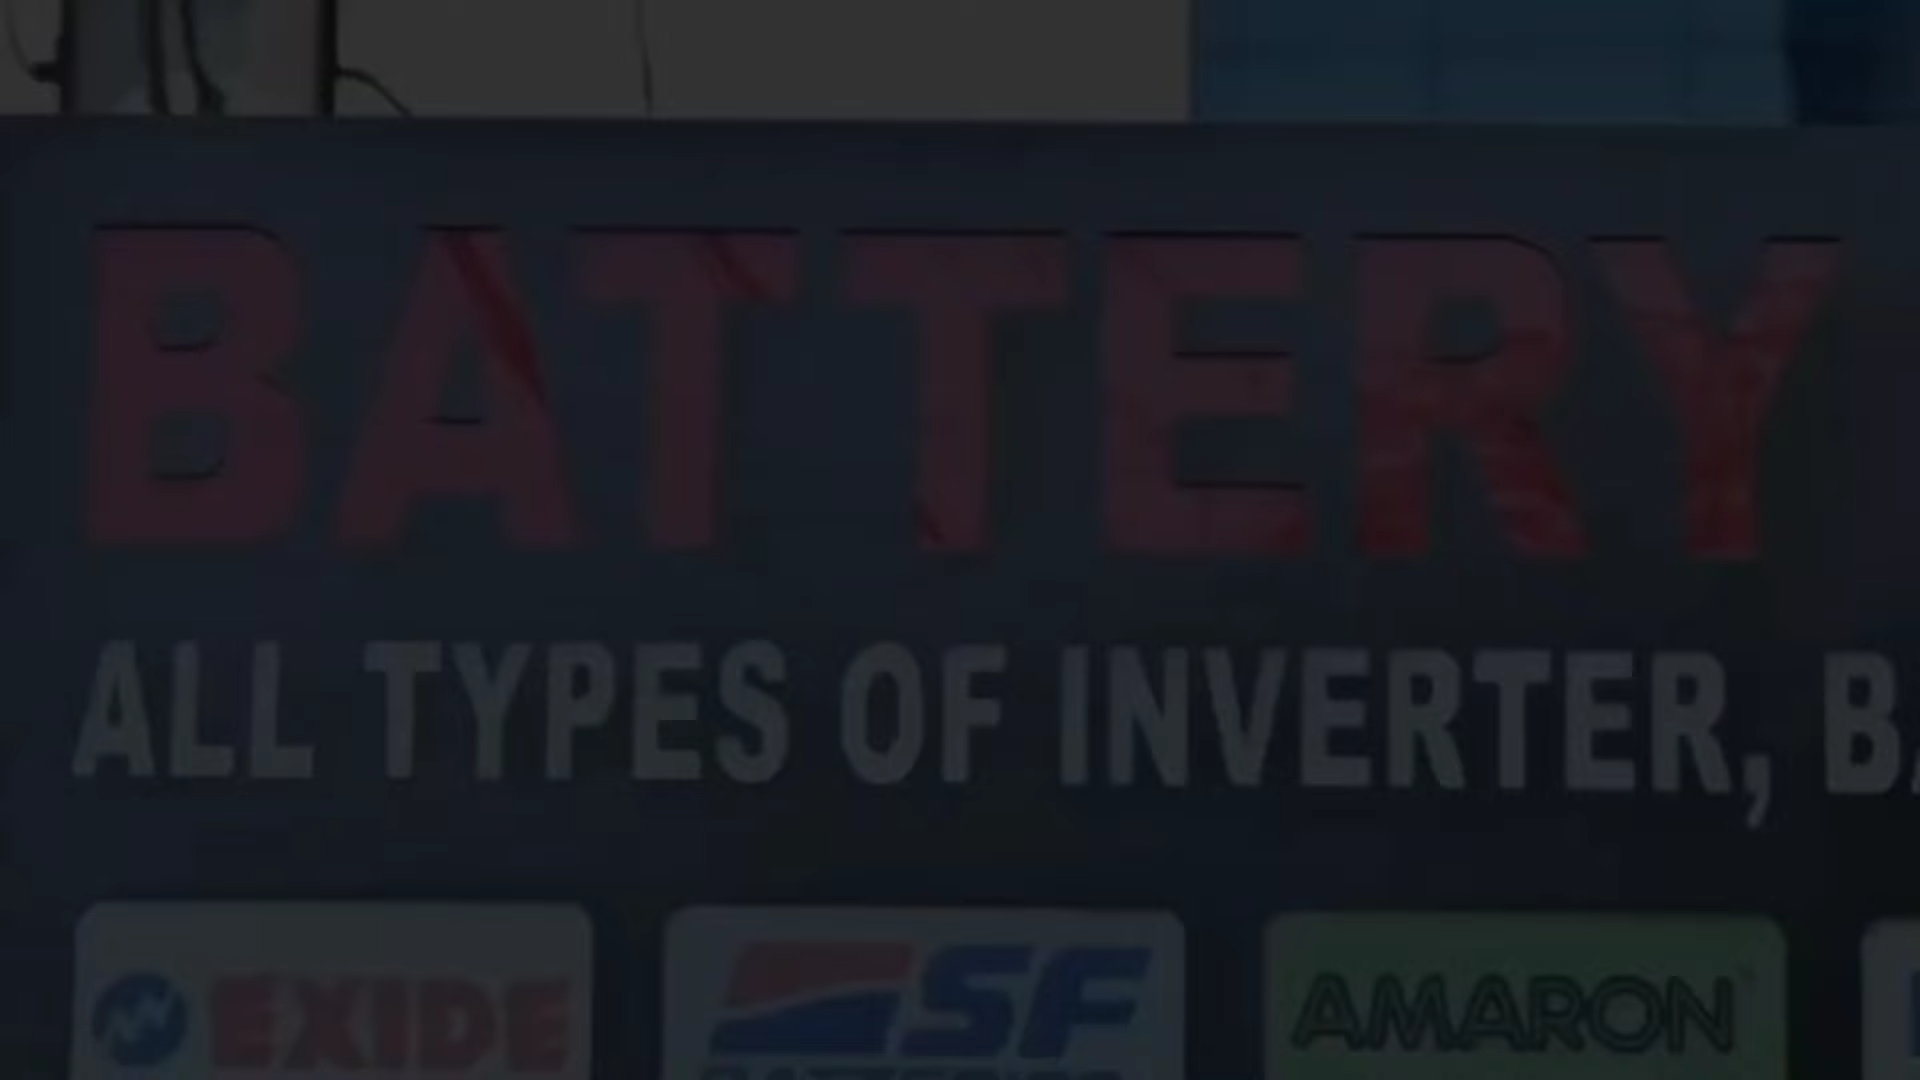 BATTERY
ALL TYPES OF INVERTER,
EXIDE
SF
AMARON